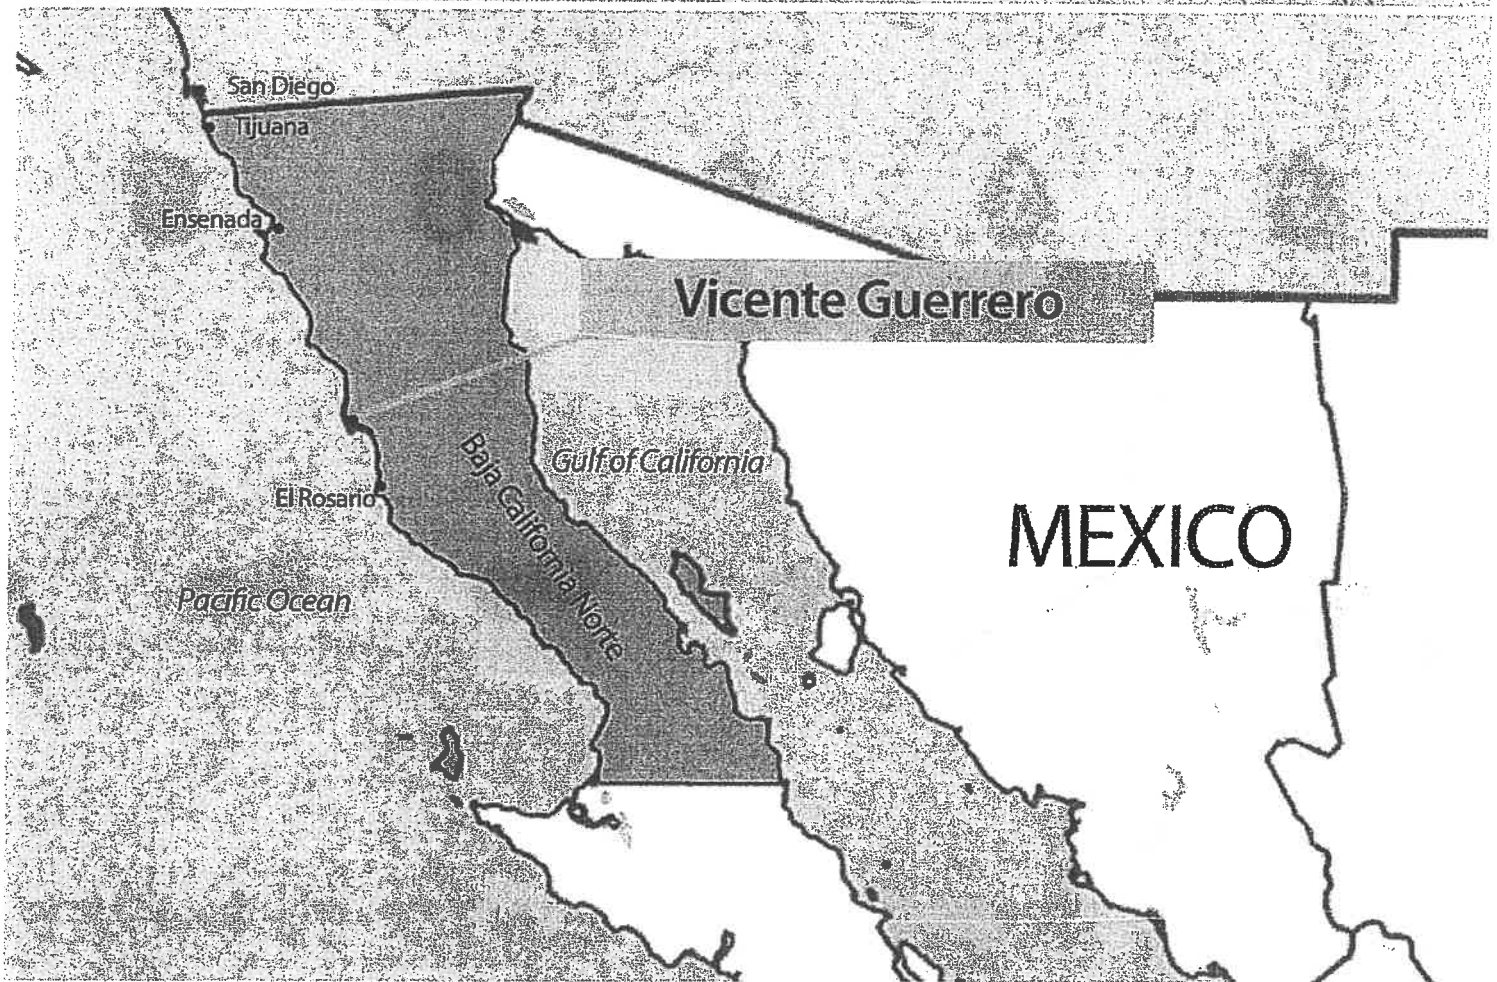 San Diego
Tijuana
Ensenada
Vicente Guerrero
Gulf of California
Baja California Norte
El Rosario
MEXICO
Pacific Ocean